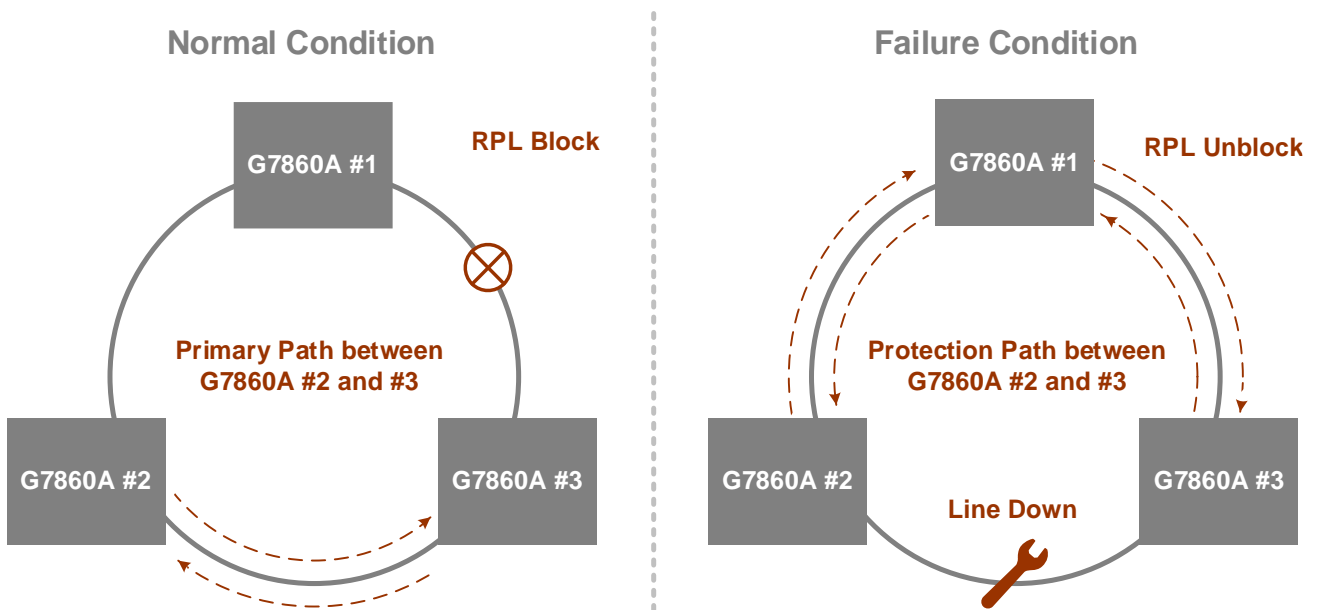 Normal Condition
G7860A #1
RPL Block
Primary Path between
G7860A #2 and #3
G7860A #2
G7860A #3
Failure Condition
G7860A #1
RPL Unblock
Protection Path between
G7860A #2 and #3
G7860A #2
G7860A #3
Line Down